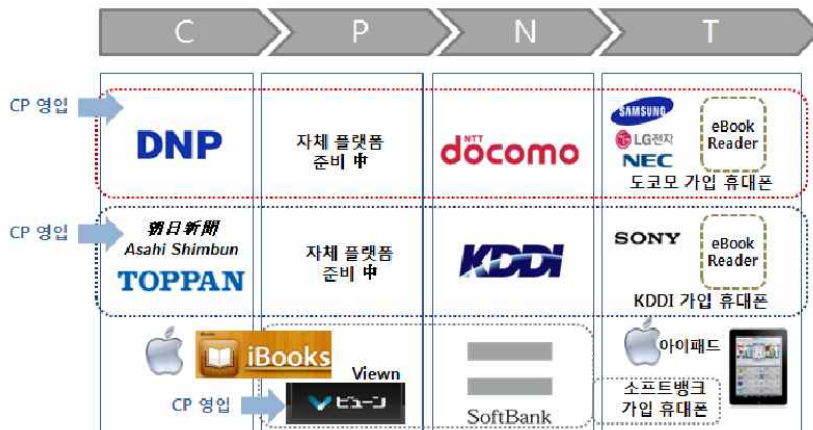 C P N T
CP 영입
DNP
자체 플랫폼
준비 中
NTT
döcomo
SAMSUNG
LG전자
NEC
eBook
Reader
도코모 가입 휴대폰
CP 영입
朝日新聞
Asahi Shimbun
TOPPAN
자체 플랫폼
준비 中
KDDI
SONY
eBook
Reader
KDDI 가입 휴대폰
iBooks
Viewn
CP 영입
ビューン
SoftBank
아이패드
소프트뱅크
가입 휴대폰